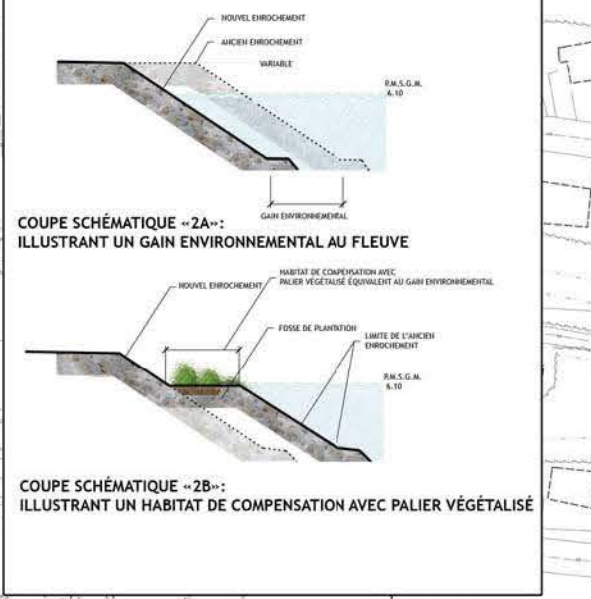 NOUVEL ENROCHEMENT
ANCIEN ENROCHEMENT
VARIABLE
P.M.S.G.M.
6.10
GAIN ENVIRONNEMENTAL
COUPE SCHÉMATIQUE «2A»:
ILLUSTRANT UN GAIN ENVIRONNEMENTAL AU FLEUVE
HABITAT DE COMPENSATION AVEC
PALIER VÉGÉTALISÉ ÉQUIVALENT AU GAIN ENVIRONNEMENTAL
NOUVEL ENROCHEMENT
FOSSE DE PLANTATION
LIMITE DE L'ANCIEN
ENROCHEMENT
P.M.S.G.M.
6.10
COUPE SCHÉMATIQUE «2B»:
ILLUSTRANT UN HABITAT DE COMPENSATION AVEC PALIER VÉGÉTALISÉ